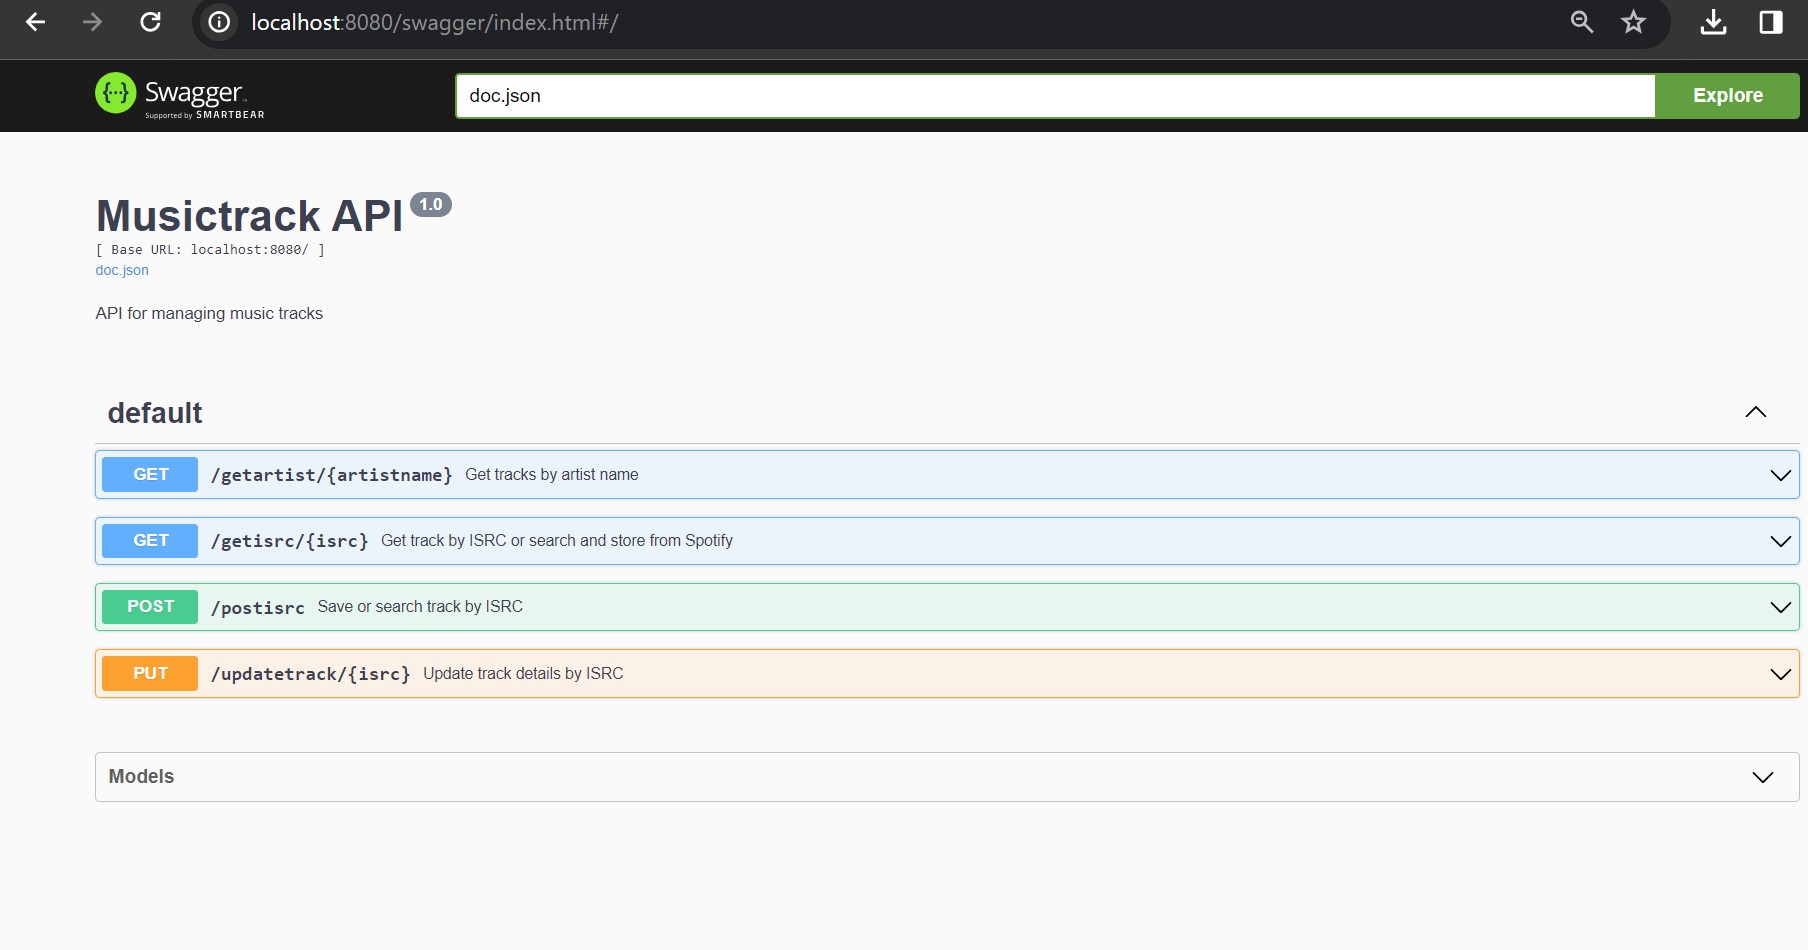 localhost:8080/swagger/index.html#/
{...} Swagger
Supported by SMARTBEAR
doc.json
Explore
Musictrack API 1.0
[ Base URL: localhost:8080/ ]
doc.json
API for managing music tracks
default
GET /getartist/{artistname} Get tracks by artist name
GET /getisrc/{isrc} Get track by ISRC or search and store from Spotify
POST /postisrc Save or search track by ISRC
PUT /updatetrack/{isrc} Update track details by ISRC
Models